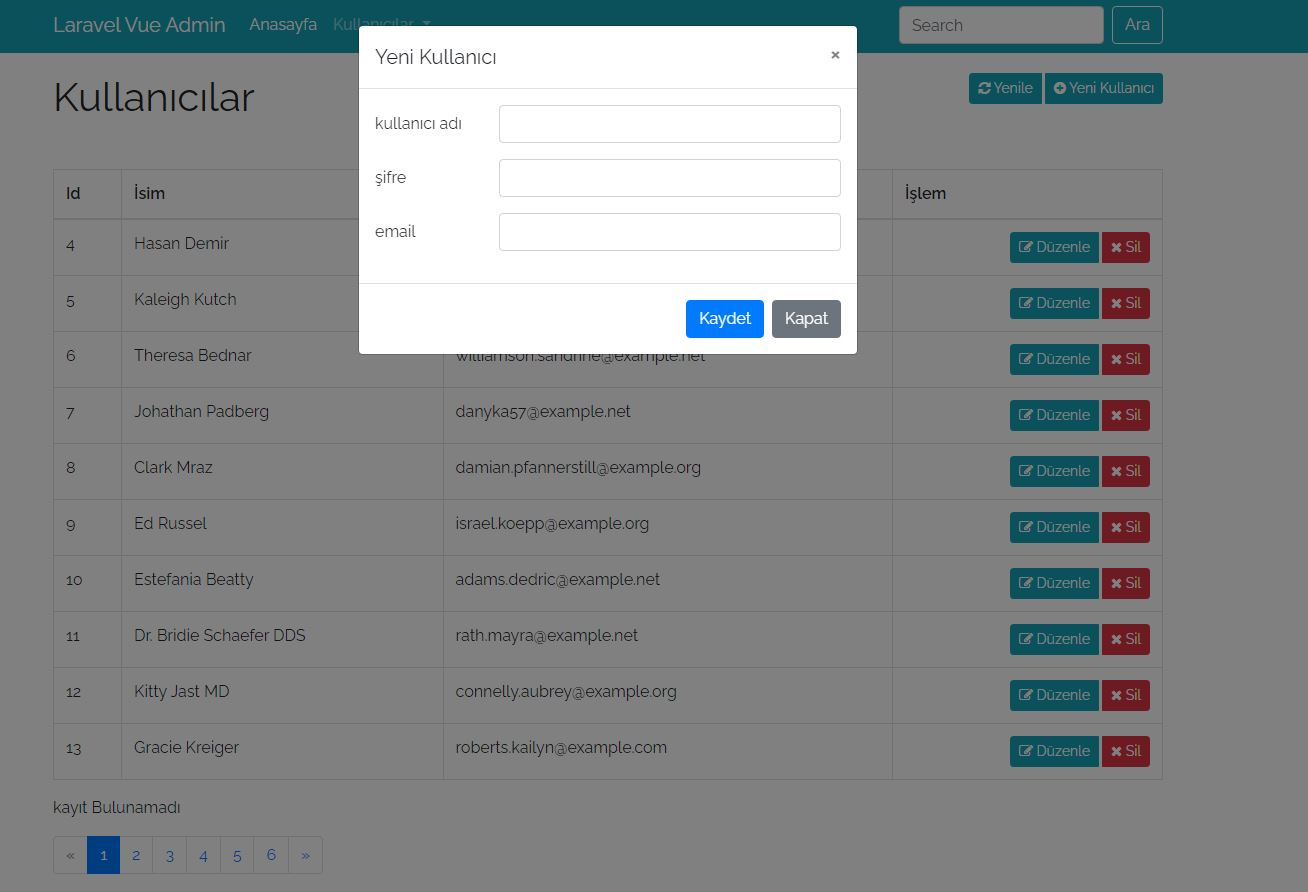 Laravel Vue Admin Anasayfa Kullanıcılar Search Ara
Yeni Kullanıcı ×
Kullanıcılar Yenile Yeni Kullanıcı
kullanıcı adı
şifre
email
Kaydet Kapat
Id İsim İşlem
4 Hasan Demir Düzenle Sil
5 Kaleigh Kutch Düzenle Sil
6 Theresa Bednar williamson.sandrine@example.net Düzenle Sil
7 Johathan Padberg danyka57@example.net Düzenle Sil
8 Clark Mraz damian.pfannerstill@example.org Düzenle Sil
9 Ed Russel israel.koepp@example.org Düzenle Sil
10 Estefania Beatty adams.dedric@example.net Düzenle Sil
11 Dr. Bridie Schaefer DDS rath.mayra@example.net Düzenle Sil
12 Kitty Jast MD connelly.aubrey@example.org Düzenle Sil
13 Gracie Kreiger roberts.kailyn@example.com Düzenle Sil
kayıt Bulunamadı
« 1 2 3 4 5 6 »